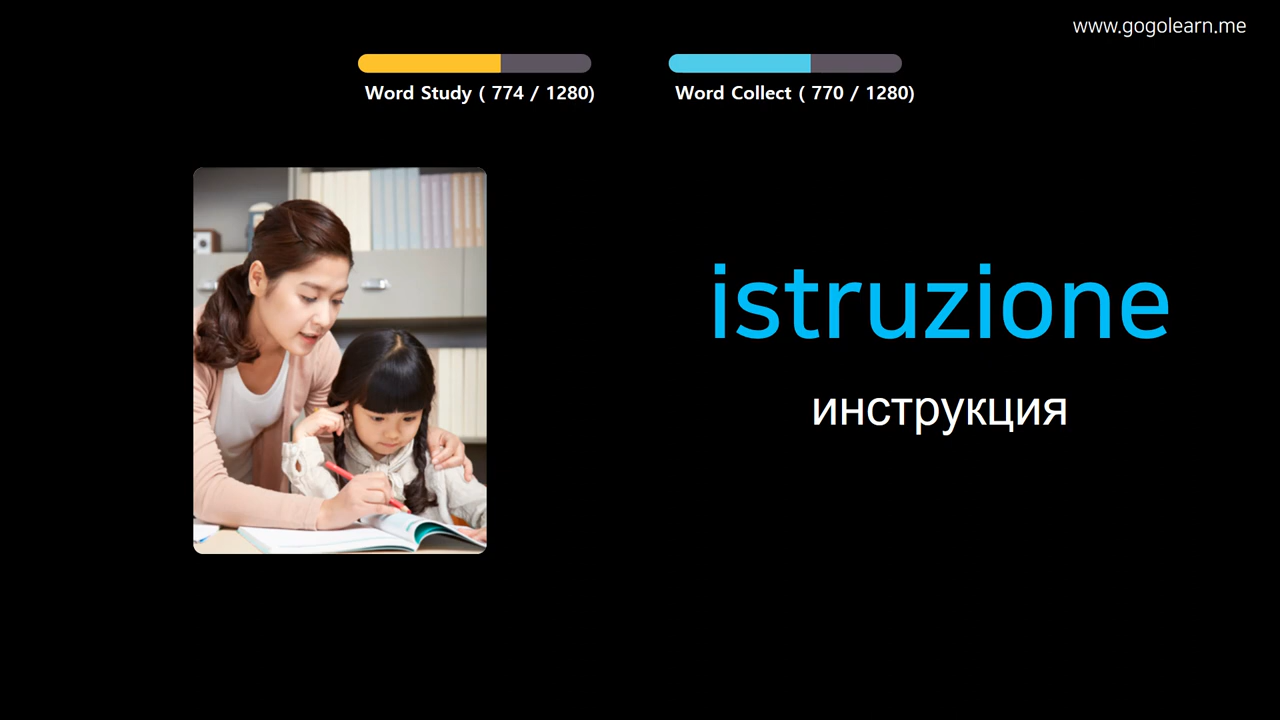 www.gogolearn.me
Word Study ( 774 / 1280)
Word Collect ( 770 / 1280)
istruzione
инструкция